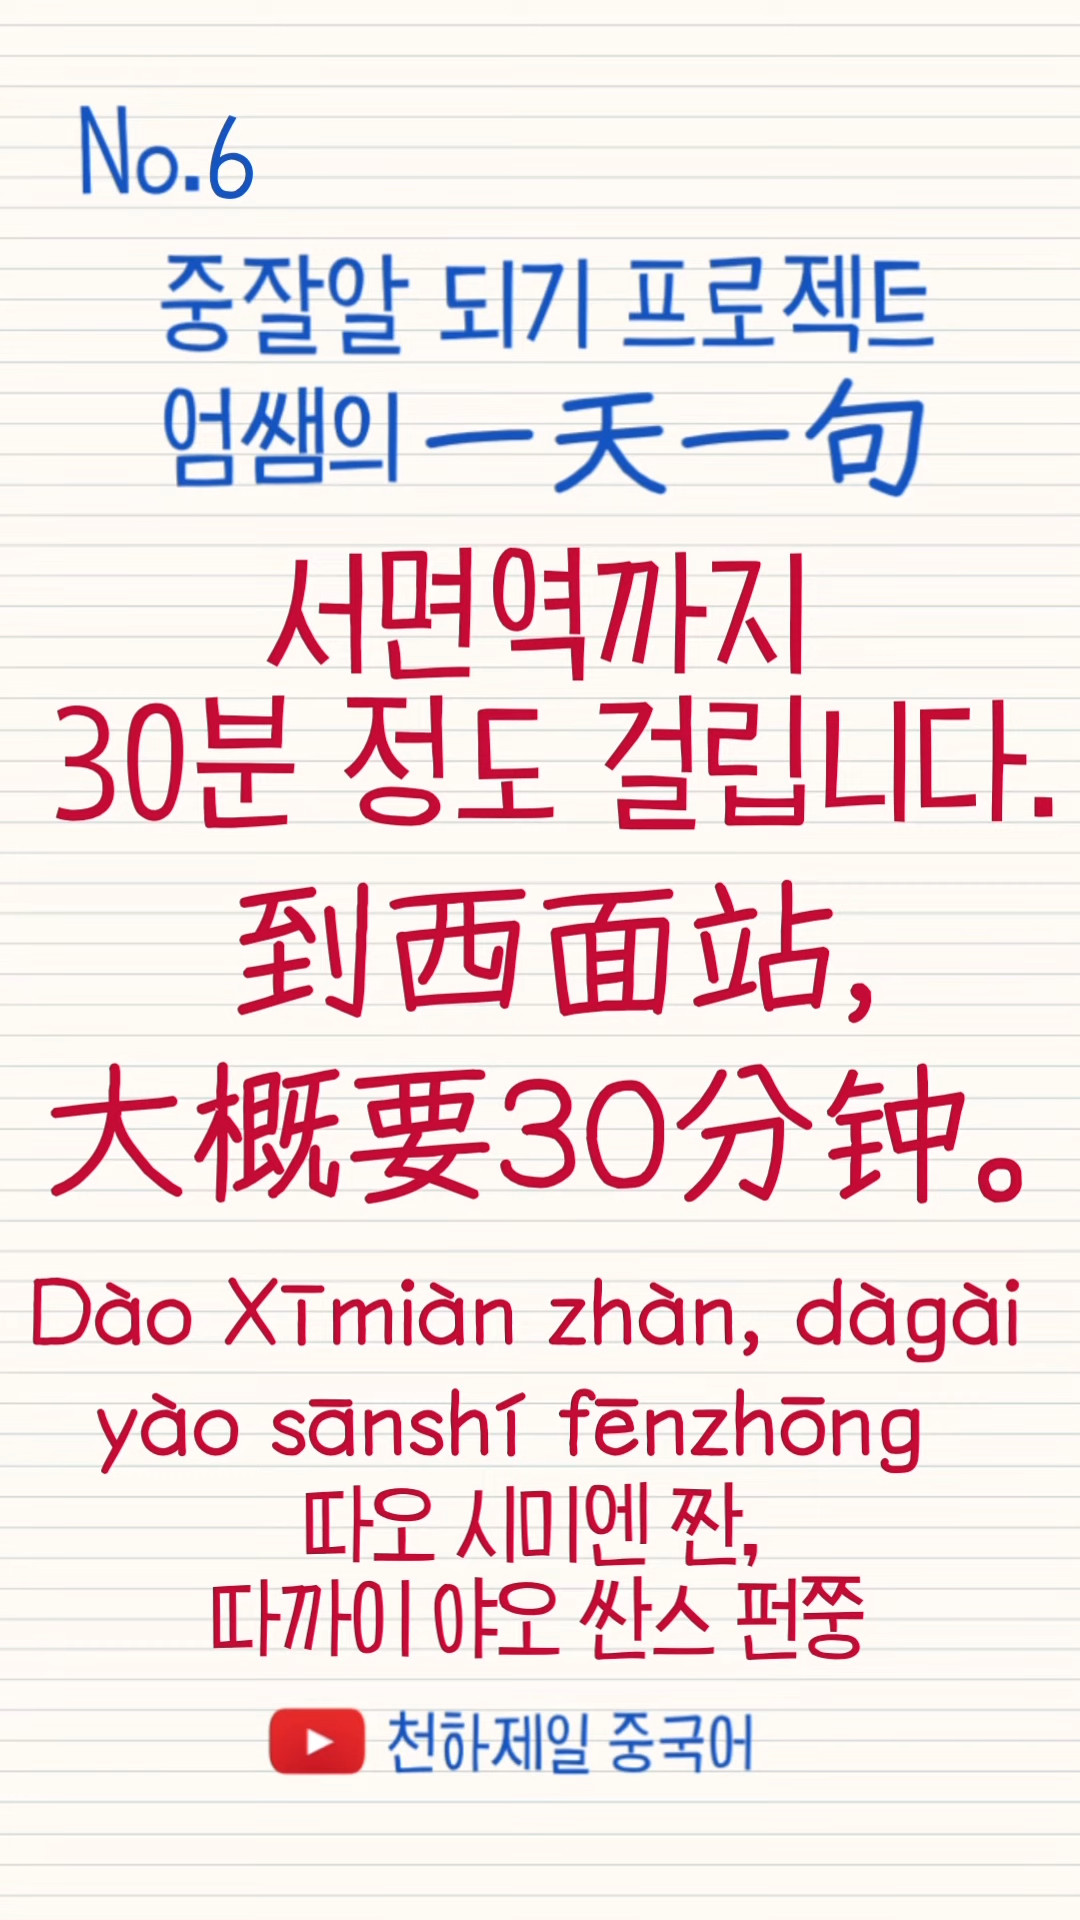 No.6
중잘알 되기 프로젝트
엄쌤의 一天一句
서면역까지
30분 정도 걸립니다.
到西面站,
大概要30分钟。
Dào Xīmiàn zhàn, dàgài
yào sānshí fēnzhōng
따오 시미엔 짠,
따까이 야오 싼스 펀쭝
천하제일 중국어